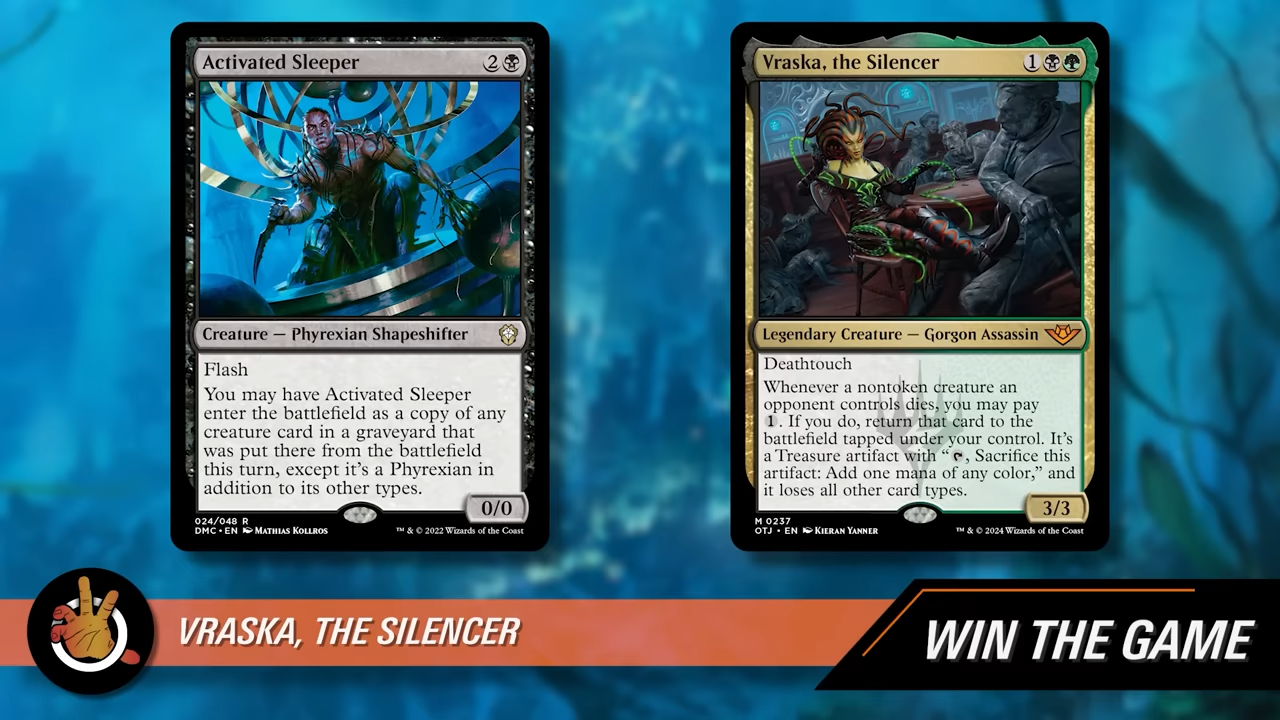 Activated Sleeper 2
Creature — Phyrexian Shapeshifter
Flash
You may have Activated Sleeper
enter the battlefield as a copy of any
creature card in a graveyard that
was put there from the battlefield
this turn, except it's a Phyrexian in
addition to its other types.
0/0
024/048 R
DMC • EN Mathias Kollros
™ & © 2022 Wizards of the Coast
Vraska, the Silencer 1
Legendary Creature — Gorgon Assassin
Deathtouch
Whenever a nontoken creature an
opponent controls dies, you may pay
1. If you do, return that card to the
battlefield tapped under your control. It's
a Treasure artifact with “, Sacrifice this
artifact: Add one mana of any color,” and
it loses all other card types.
3/3
M 0237
OTJ • EN Kieran Yanner
™ & © 2024 Wizards of the Coast
VRASKA, THE SILENCER
WIN THE GAME